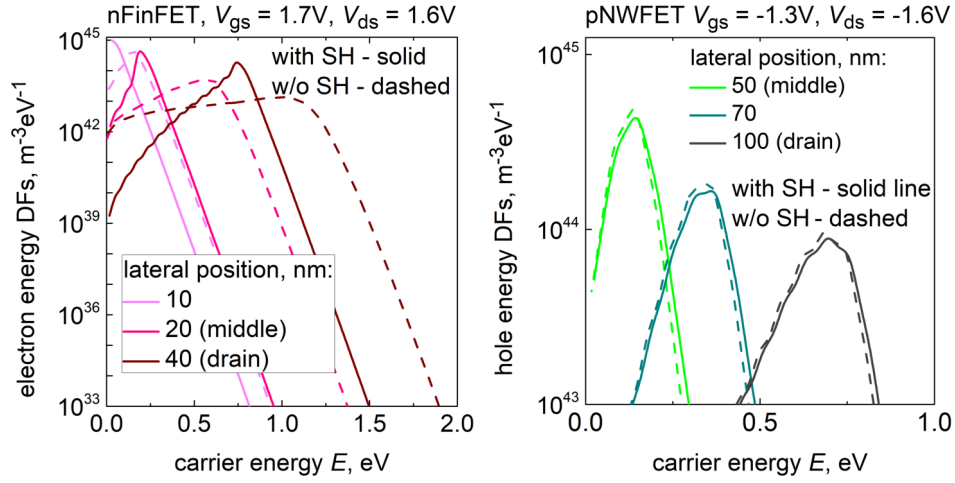 nFinFET, Vgs = 1.7V, Vds = 1.6V
electron energy DFs, m-3eV-1
10^45
10^42
10^39
10^36
10^33
with SH - solid
w/o SH - dashed
lateral position, nm:
10
20 (middle)
40 (drain)
0.0 0.5 1.0 1.5 2.0
carrier energy E, eV
pNWFET Vgs = -1.3V, Vds = -1.6V
hole energy DFs, m-3eV-1
10^45
10^44
10^43
lateral position, nm:
50 (middle)
70
100 (drain)
with SH - solid line
w/o SH - dashed
0.0 0.5 1.0
carrier energy E, eV